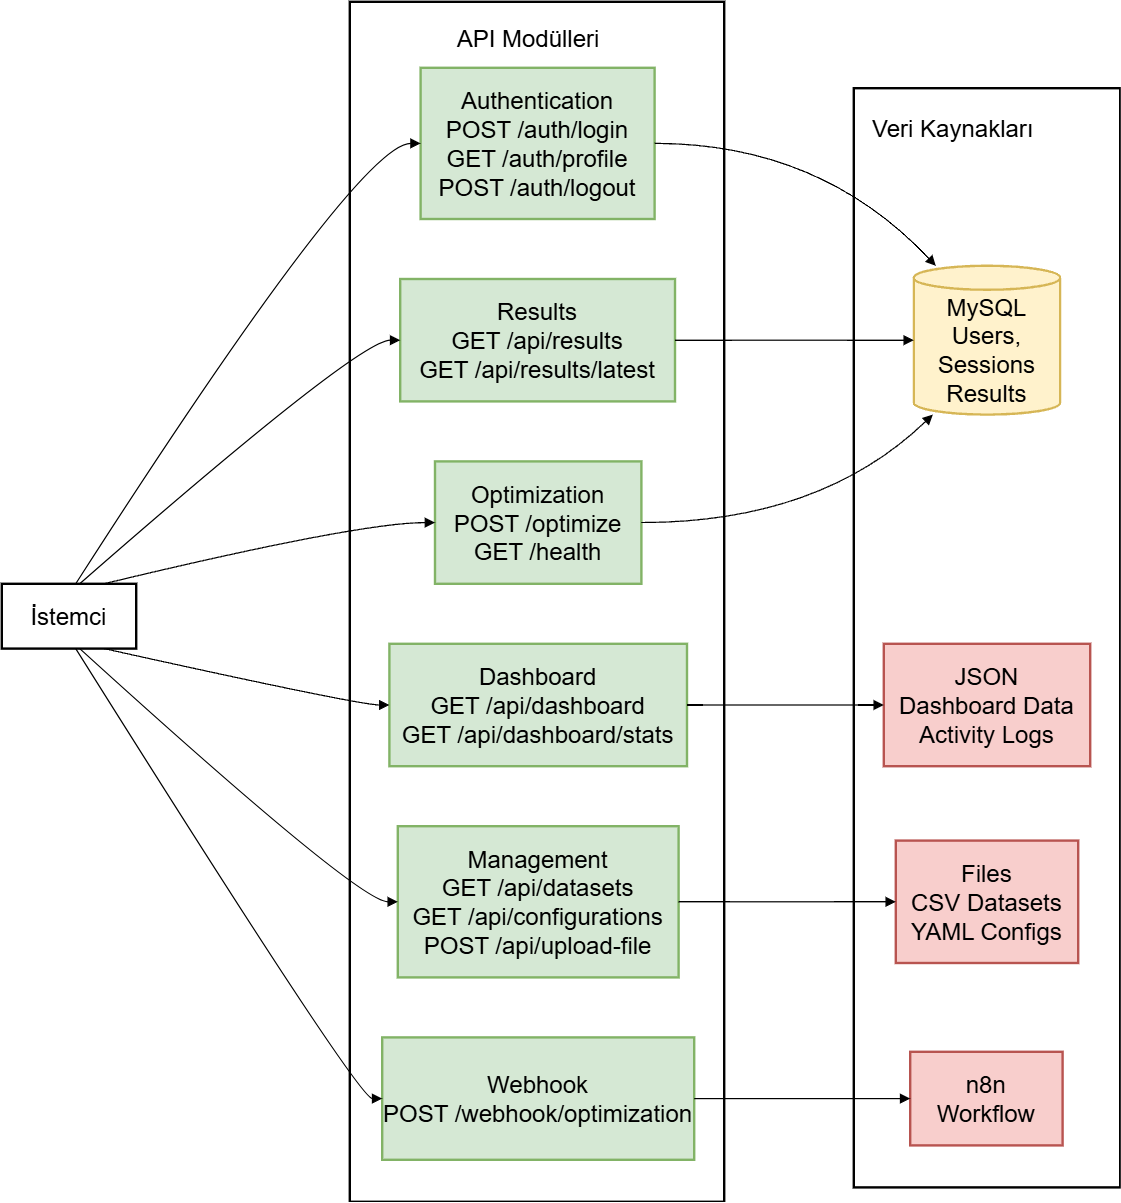 API Modülleri
Authentication
POST /auth/login
GET /auth/profile
POST /auth/logout
Results
GET /api/results
GET /api/results/latest
Optimization
POST /optimize
GET /health
İstemci
Dashboard
GET /api/dashboard
GET /api/dashboard/stats
Management
GET /api/datasets
GET /api/configurations
POST /api/upload-file
Webhook
POST /webhook/optimization
Veri Kaynakları
MySQL
Users,
Sessions
Results
JSON
Dashboard Data
Activity Logs
Files
CSV Datasets
YAML Configs
n8n
Workflow